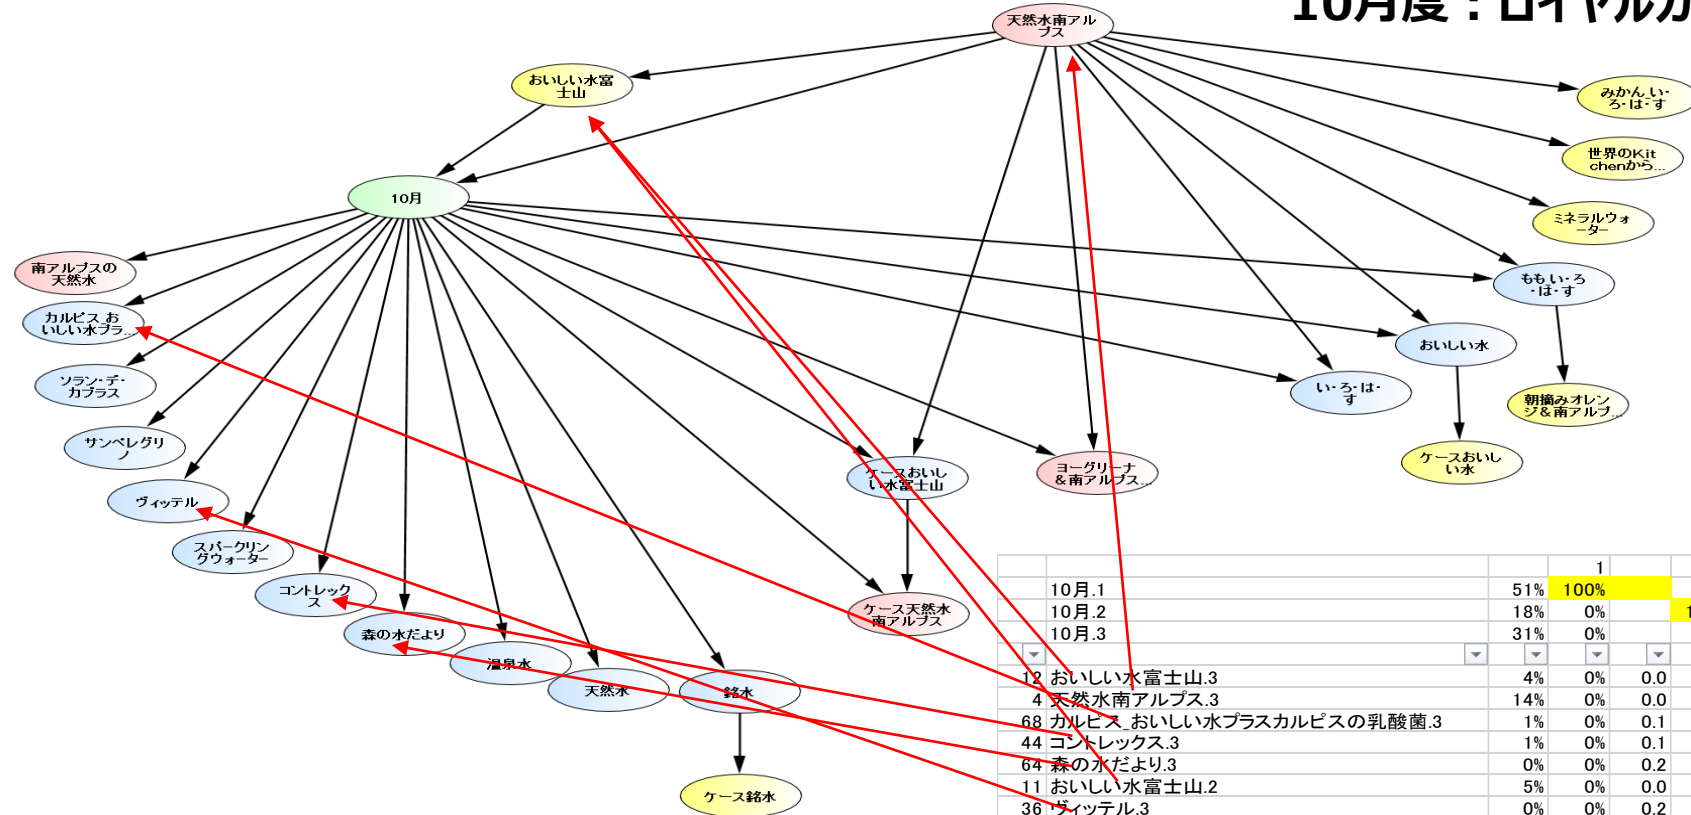 10月度：ロイヤルカ
天然水南アル
プス
おいしい水富
士山
みかん い・
ろ・は・す
世界のKit
chenから...
10月
ミネラルウォ
ーター
南アルプスの
天然水
ももい・ろ
・は・す
カルピス_お
いしい水プラ...
おいしい水
ソラン・デ・
カブラス
い・ろ・は・
す
朝摘みオレン
ジ＆南アルプ...
サンペレグリ
ノ
ケースおいし
い水富士山
ヨーグリーナ
＆南アルプス...
ケースおいし
い水
ヴィッテル
スパークリン
グウォーター
コントレック
ス
ケース天然水
南アルプス
森の水だより
温泉水
天然水
銘水
ケース銘水
1
10月.1 51% 100%
10月.2 18% 0% 1
10月.3 31% 0%
12 おいしい水富士山.3 4% 0% 0.0
4 天然水南アルプス.3 14% 0% 0.0
68 カルピス_おいしい水プラスカルピスの乳酸菌.3 1% 0% 0.1
44 コントレックス.3 1% 0% 0.1
64 森の水だより.3 0% 0% 0.2
11 おいしい水富士山.2 5% 0% 0.0
36 ヴィッテル.3 0% 0% 0.2